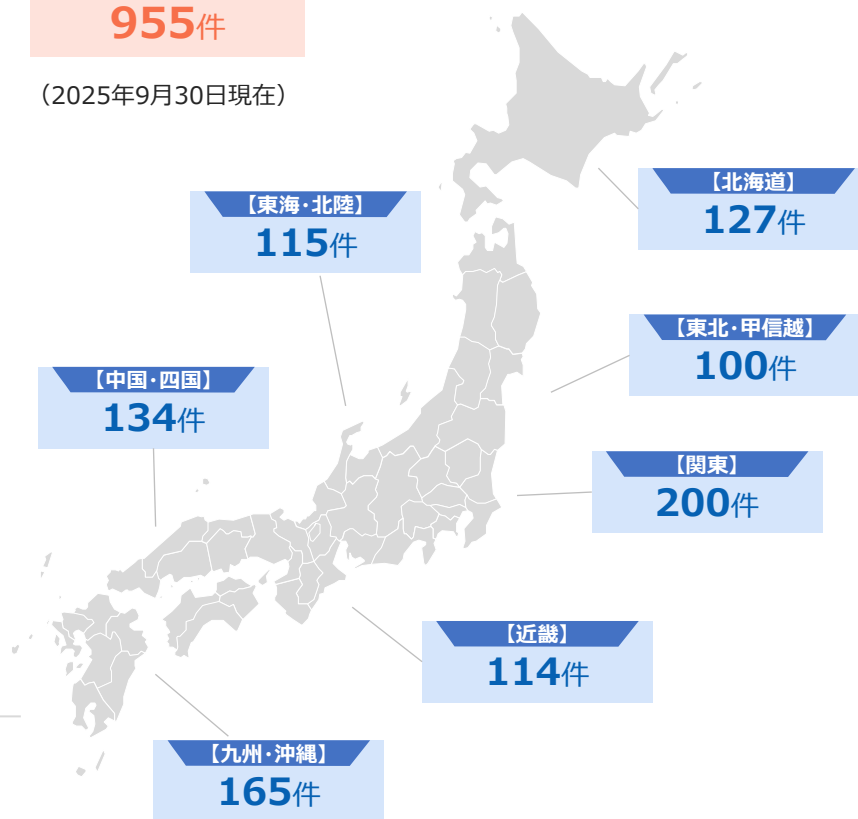 955件
（2025年9月30日現在）
【北海道】
127件
【東海・北陸】
115件
【東北・甲信越】
100件
【中国・四国】
134件
【関東】
200件
【近畿】
114件
【九州・沖縄】
165件